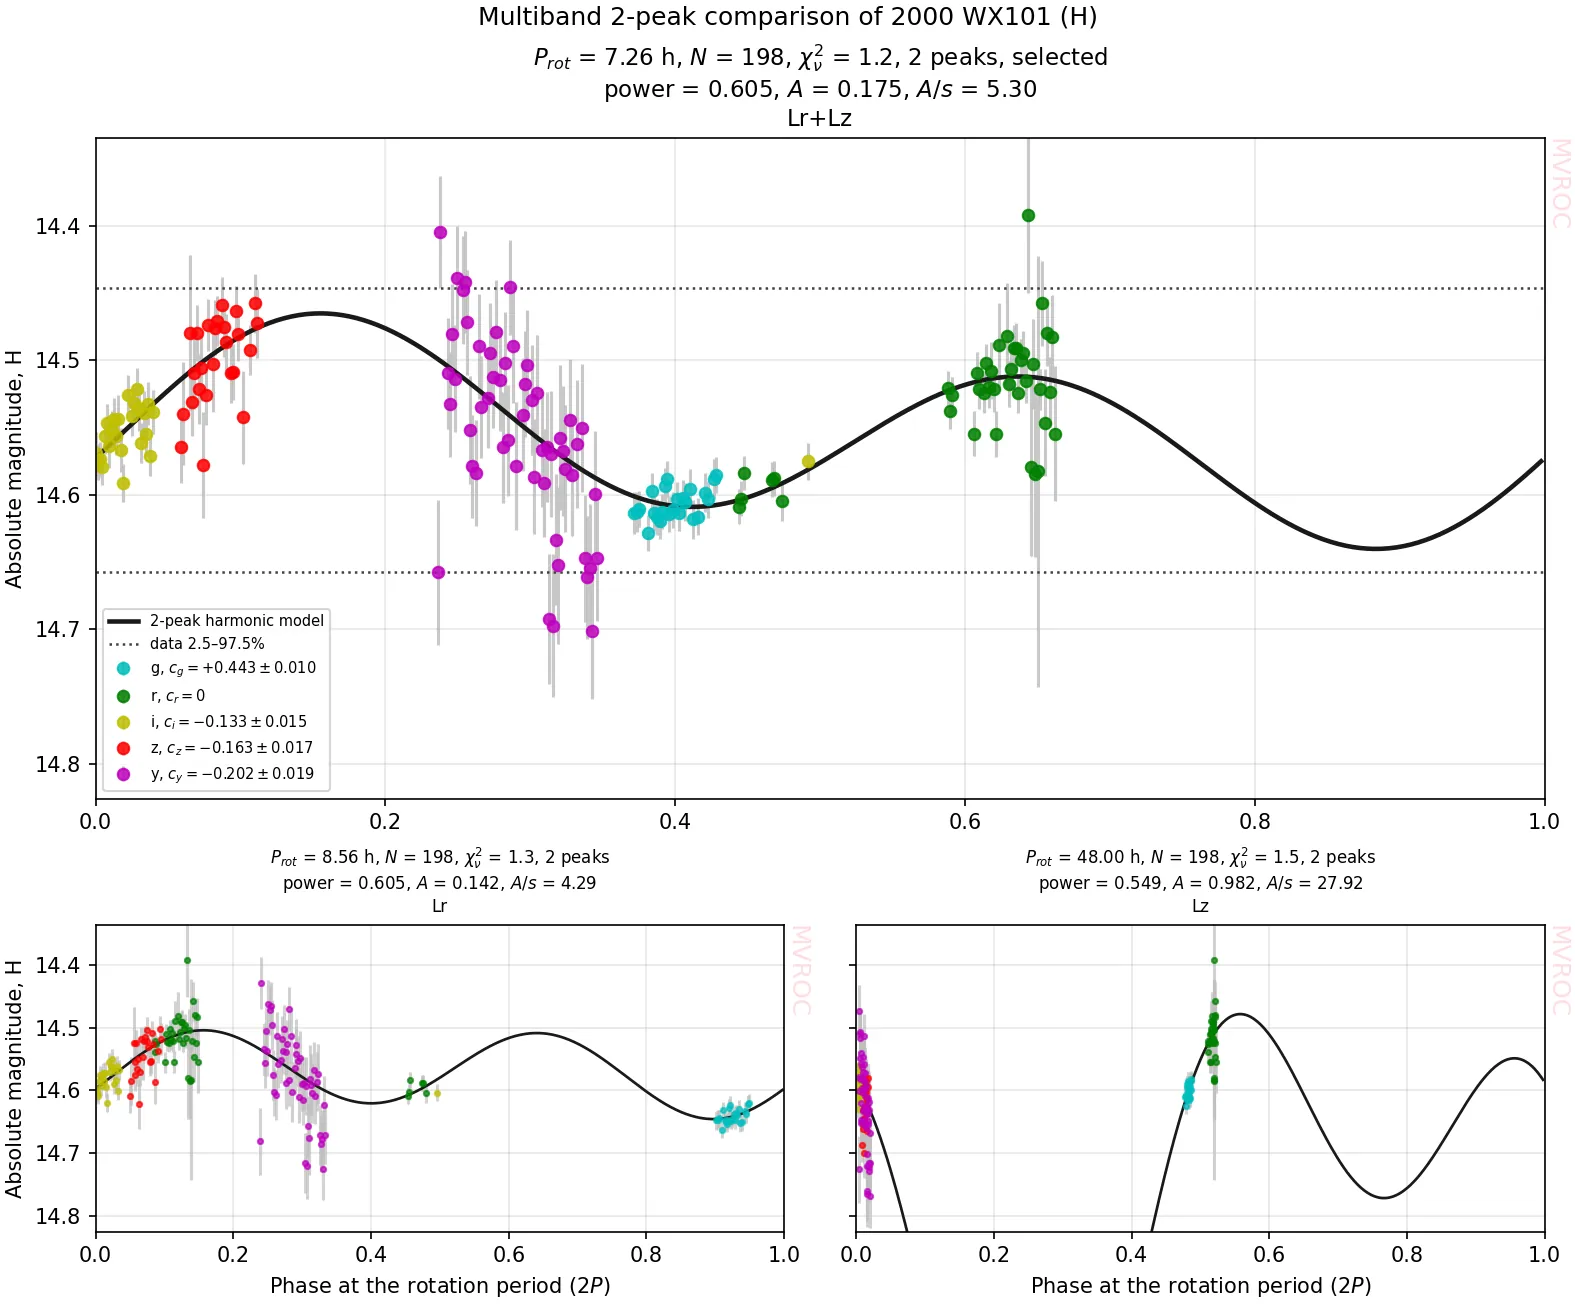 Multiband 2-peak comparison of 2000 WX101 (H)
P_rot = 7.26 h, N = 198, χ²_ν = 1.2, 2 peaks, selected
power = 0.605, A = 0.175, A/s = 5.30
Lr+Lz
MVROC
Absolute magnitude, H
14.4
14.5
14.6
14.7
14.8
2-peak harmonic model
data 2.5–97.5%
g, c_g = +0.443 ± 0.010
r, c_r = 0
i, c_i = −0.133 ± 0.015
z, c_z = −0.163 ± 0.017
y, c_y = −0.202 ± 0.019
0.0 0.2 0.4 0.6 0.8 1.0
P_rot = 8.56 h, N = 198, χ²_ν = 1.3, 2 peaks
power = 0.605, A = 0.142, A/s = 4.29
Lr
MVROC
Absolute magnitude, H
14.4
14.5
14.6
14.7
14.8
0.0 0.2 0.4 0.6 0.8 1.0
Phase at the rotation period (2P)
P_rot = 48.00 h, N = 198, χ²_ν = 1.5, 2 peaks
power = 0.549, A = 0.982, A/s = 27.92
Lz
MVROC
0.0 0.2 0.4 0.6 0.8 1.0
Phase at the rotation period (2P)